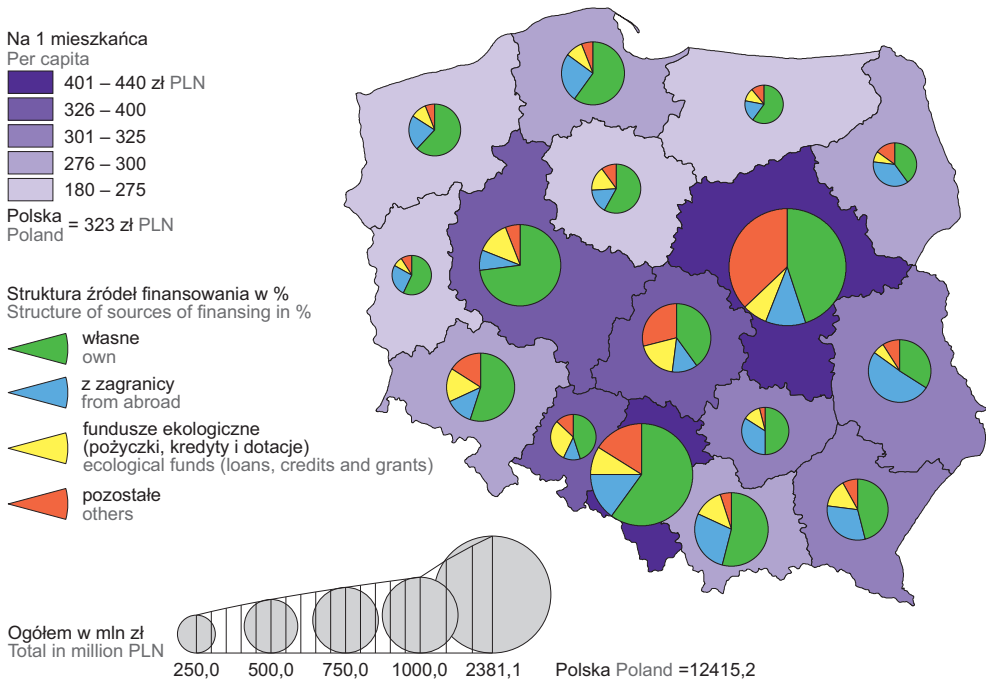 Na 1 mieszkańca
Per capita
401 – 440 zł PLN
326 – 400
301 – 325
276 – 300
180 – 275
Polska
Poland = 323 zł PLN
Struktura źródeł finansowania w %
Structure of sources of finansing in %
własne
own
z zagranicy
from abroad
fundusze ekologiczne
(pożyczki, kredyty i dotacje)
ecological funds (loans, credits and grants)
pozostałe
others
Ogółem w mln zł
Total in million PLN
250,0 500,0 750,0 1000,0 2381,1 Polska Poland =12415,2